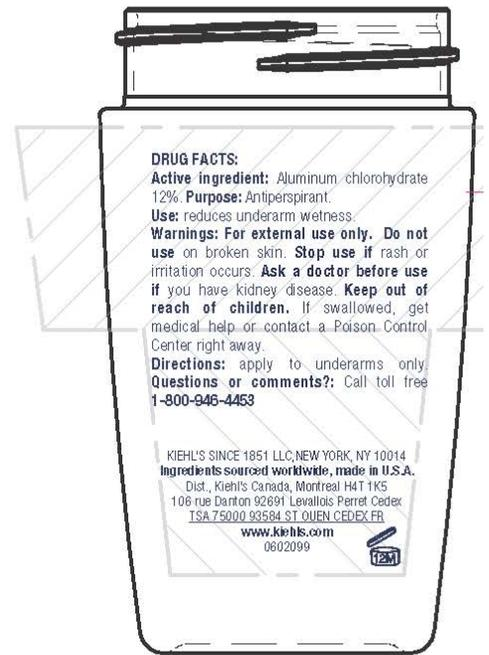 DRUG FACTS:
Active ingredient: Aluminum chlorohydrate
12%. Purpose: Antiperspirant.
Use: reduces underarm wetness.
Warnings: For external use only. Do not
use on broken skin. Stop use if rash or
irritation occurs. Ask a doctor before use
if you have kidney disease. Keep out of
reach of children. If swallowed, get
medical help or contact a Poison Control
Center right away.
Directions: apply to underarms only.
Questions or comments?: Call toll free
1-800-946-4453
KIEHL'S SINCE 1851 LLC, NEW YORK, NY 10014
Ingredients sourced worldwide, made in U.S.A.
Dist., Kiehl's Canada, Montreal H4T 1K5
106 rue Danton 92691 Levallois Perret Cedex
TSA 75000 93584 ST OUEN CEDEX FR
www.kiehls.com
0602099
12M